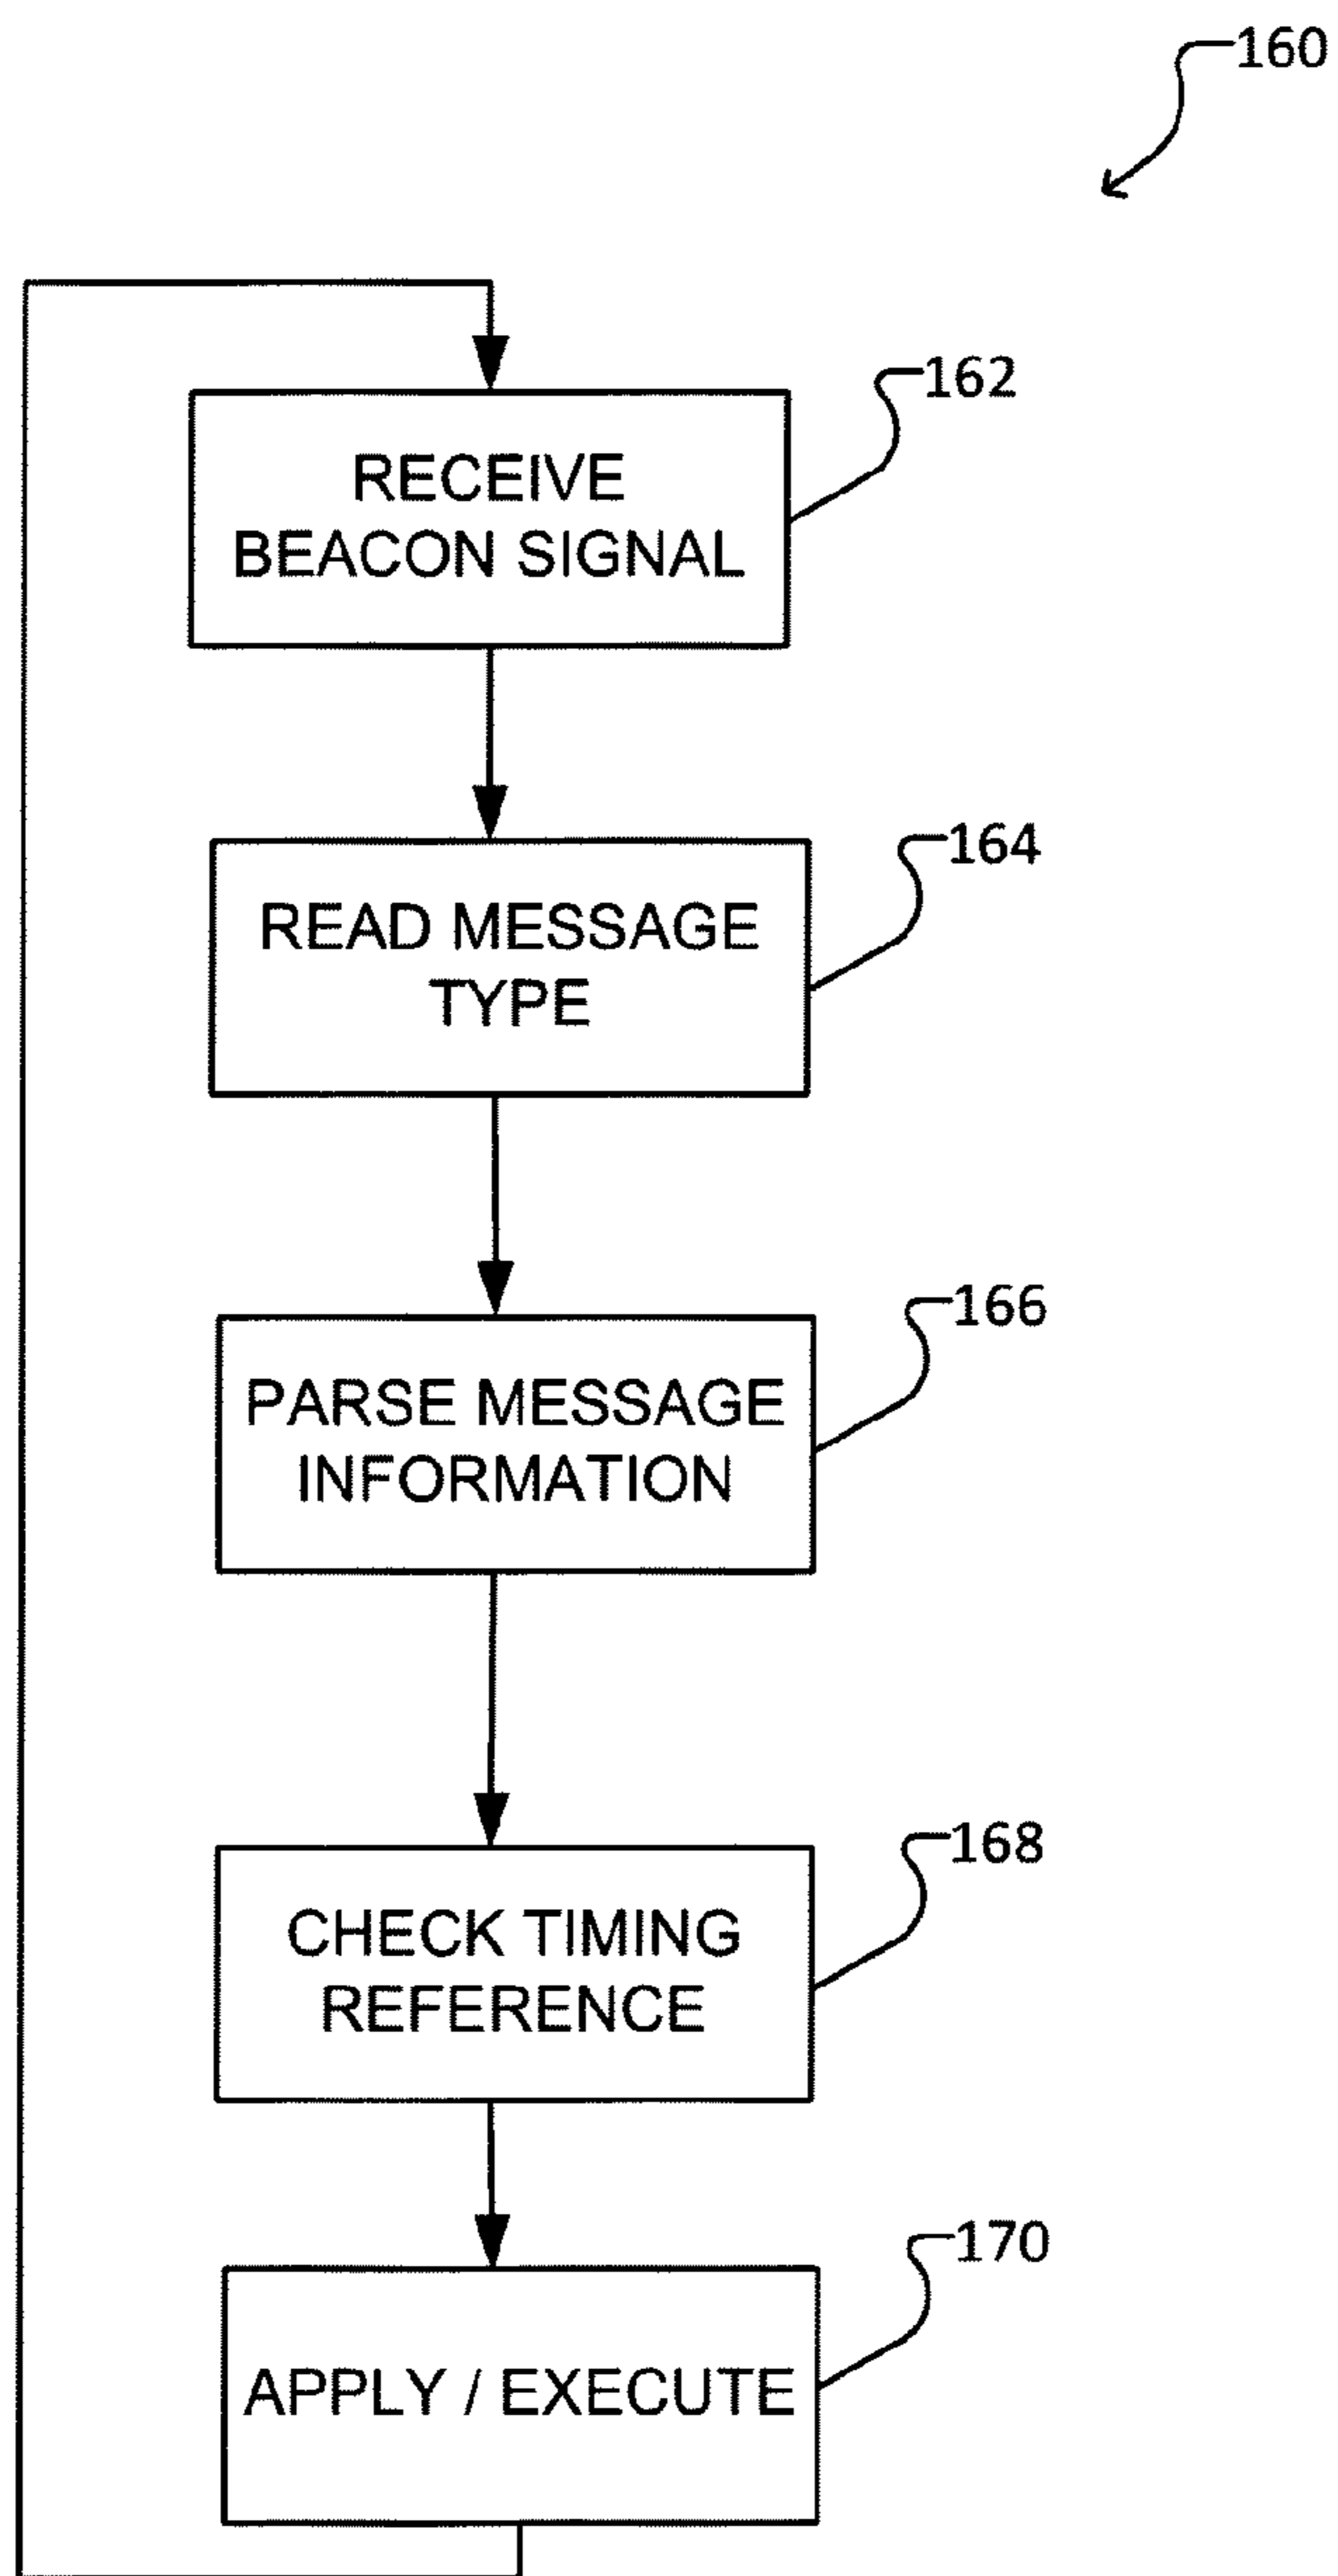 160
162
RECEIVE
BEACON SIGNAL
164
READ MESSAGE
TYPE
166
PARSE MESSAGE
INFORMATION
168
CHECK TIMING
REFERENCE
170
APPLY / EXECUTE